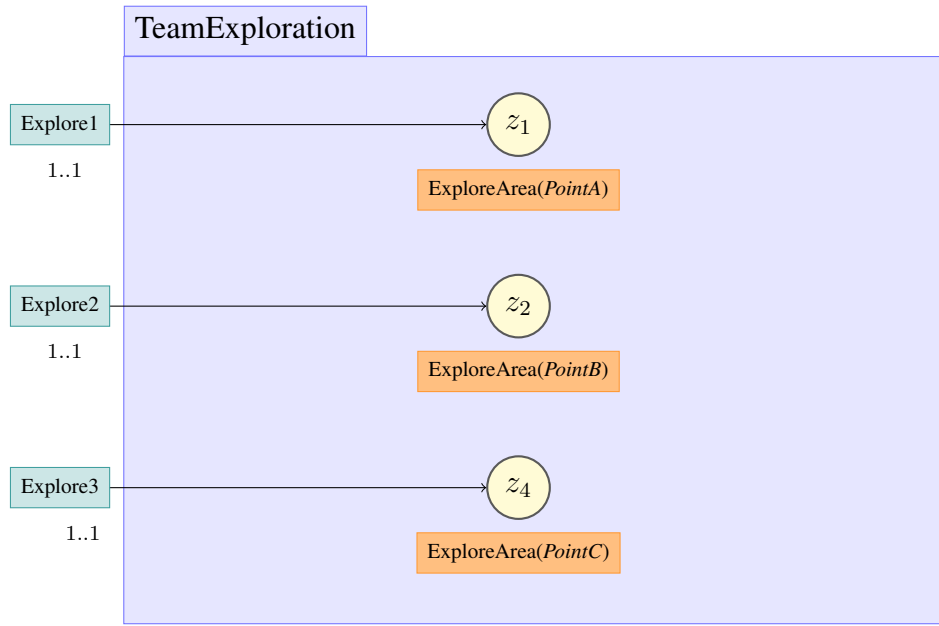 TeamExploration
Explore1
z₁
1..1
ExploreArea(PointA)
Explore2
z₂
1..1
ExploreArea(PointB)
Explore3
z₄
1..1
ExploreArea(PointC)